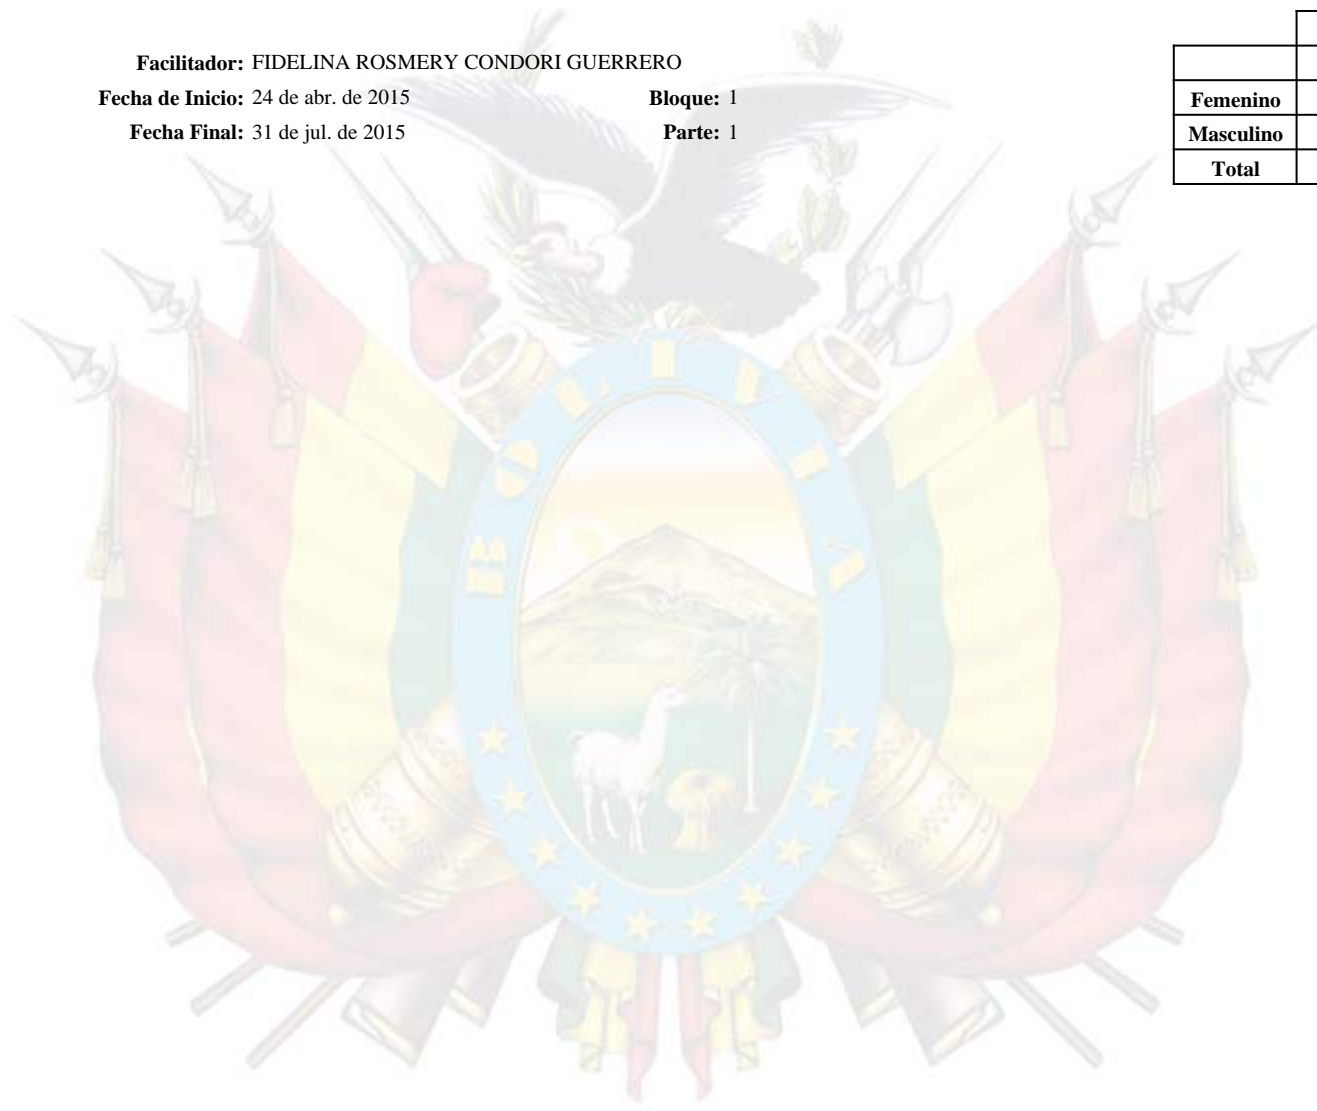 Facilitador: FIDELINA ROSMERY CONDORI GUERRERO
Fecha de Inicio: 24 de abr. de 2015 Bloque: 1
Fecha Final: 31 de jul. de 2015 Parte: 1
Femenino
Masculino
Total
BOLIVIA